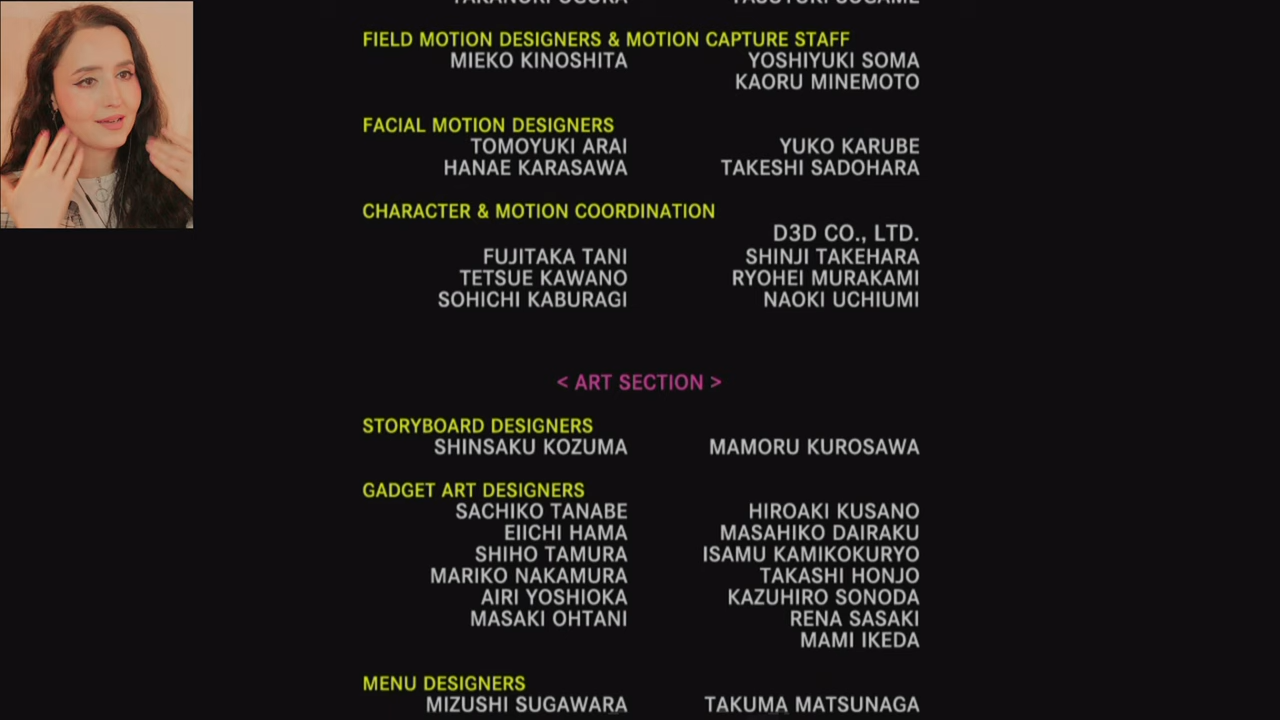 TAKANORI OGURA YASUYUKI SUGAME
FIELD MOTION DESIGNERS & MOTION CAPTURE STAFF
MIEKO KINOSHITA YOSHIYUKI SOMA
KAORU MINEMOTO
FACIAL MOTION DESIGNERS
TOMOYUKI ARAI YUKO KARUBE
HANAE KARASAWA TAKESHI SADOHARA
CHARACTER & MOTION COORDINATION
D3D CO., LTD.
FUJITAKA TANI SHINJI TAKEHARA
TETSUE KAWANO RYOHEI MURAKAMI
SOHICHI KABURAGI NAOKI UCHIUMI
< ART SECTION >
STORYBOARD DESIGNERS
SHINSAKU KOZUMA MAMORU KUROSAWA
GADGET ART DESIGNERS
SACHIKO TANABE HIROAKI KUSANO
EIICHI HAMA MASAHIKO DAIRAKU
SHIHO TAMURA ISAMU KAMIKOKURYO
MARIKO NAKAMURA TAKASHI HONJO
AIRI YOSHIOKA KAZUHIRO SONODA
MASAKI OHTANI RENA SASAKI
MAMI IKEDA
MENU DESIGNERS
MIZUSHI SUGAWARA TAKUMA MATSUNAGA